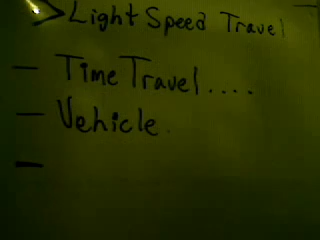 > Light Speed Travel
- Time Travel....
- Vehicle.
-